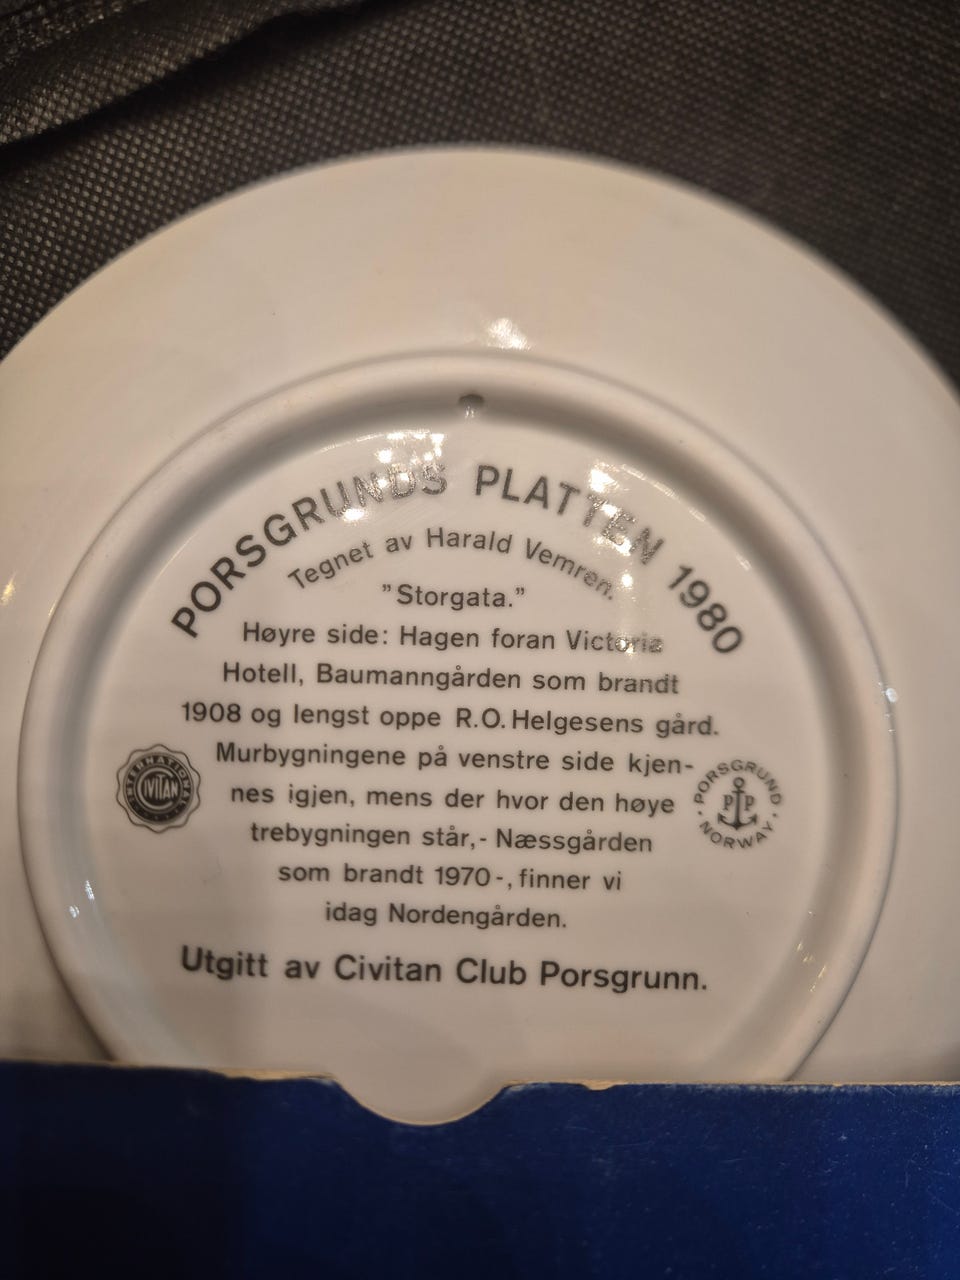 PORSGRUNDS PLATTEN 1980
Tegnet av Harald Vemren.
"Storgata."
Høyre side: Hagen foran Victoria
Hotell, Baumanngården som brandt
1908 og lengst oppe R.O. Helgesens gård.
Murbygningene på venstre side kjen-
nes igjen, mens der hvor den høye
trebygningen står,- Næssgården
som brandt 1970-, finner vi
idag Nordengården.
Utgitt av Civitan Club Porsgrunn.
INTERNATIONAL
CIVITAN
PORSGRUND
PP
NORWAY